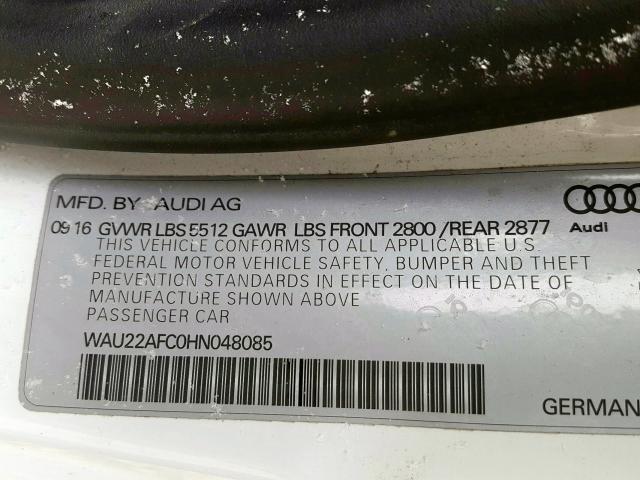 MFD. BY AUDI AG
09 16 GVWR LBS 5512 GAWR LBS FRONT 2800 /REAR 2877
Audi
THIS VEHICLE CONFORMS TO ALL APPLICABLE U.S.
FEDERAL MOTOR VEHICLE SAFETY, BUMPER AND THEFT
PREVENTION STANDARDS IN EFFECT ON THE DATE OF
MANUFACTURE SHOWN ABOVE
PASSENGER CAR
WAU22AFC0HN048085
GERMAN